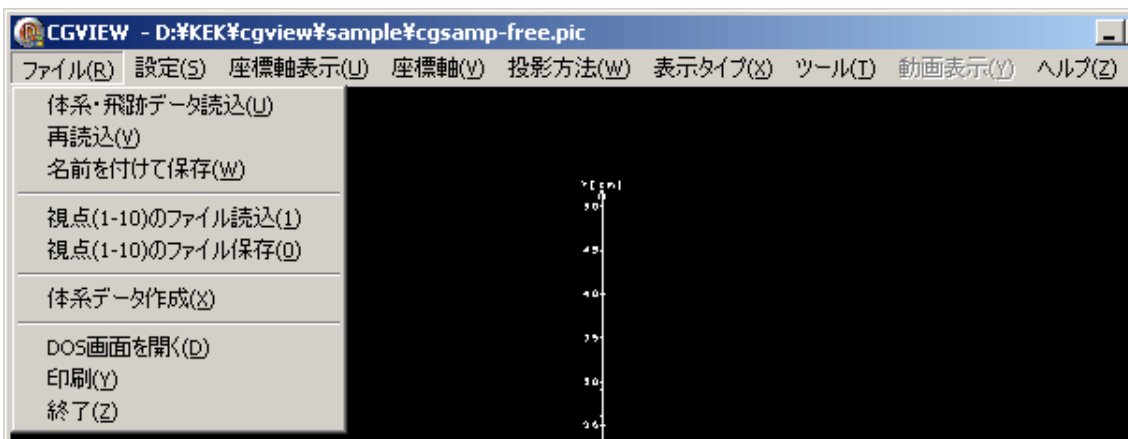 CGVIEW - D:¥KEK¥cgview¥sample¥cgsamp-free.pic
ファイル(R) 設定(S) 座標軸表示(U) 座標軸(V) 投影方法(W) 表示タイプ(X) ツール(T) 動画表示(Y) ヘルプ(Z)
体系・飛跡データ読込(U)
再読込(V)
名前を付けて保存(W)
視点(1-10)のファイル読込(1)
視点(1-10)のファイル保存(0)
体系データ作成(X)
DOS画面を開く(D)
印刷(Y)
終了(Z)
Y[cm]